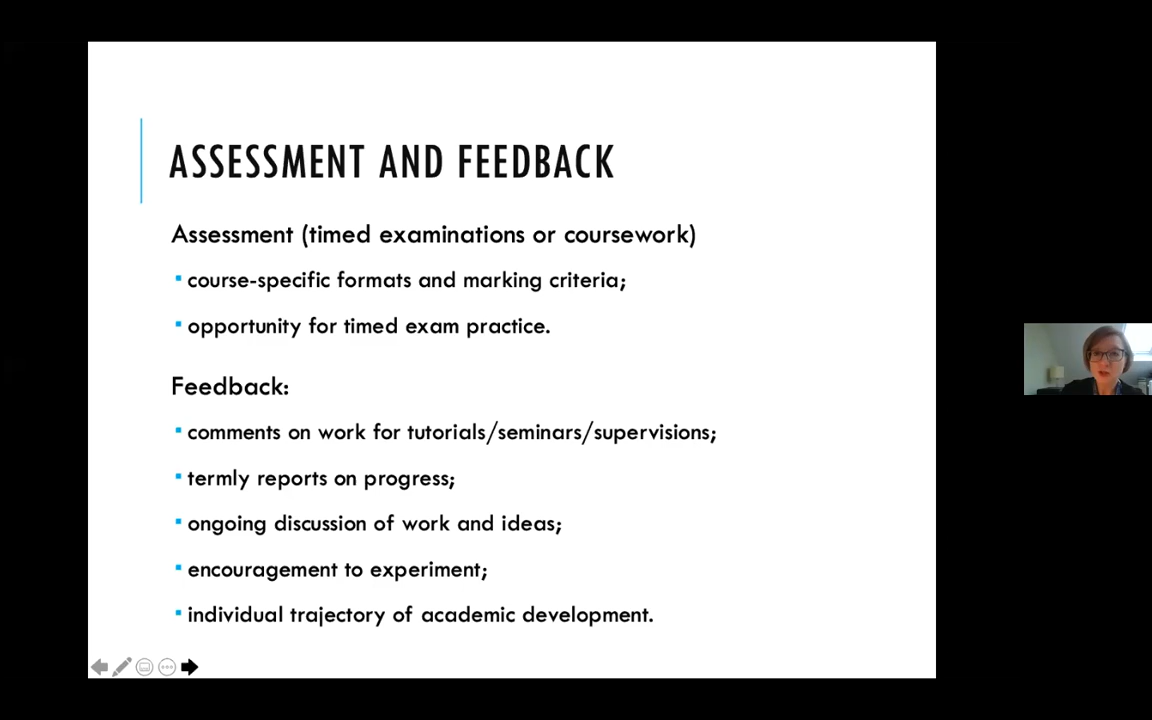 ASSESSMENT AND FEEDBACK
Assessment (timed examinations or coursework)
course-specific formats and marking criteria;
opportunity for timed exam practice.
Feedback:
comments on work for tutorials/seminars/supervisions;
termly reports on progress;
ongoing discussion of work and ideas;
encouragement to experiment;
individual trajectory of academic development.